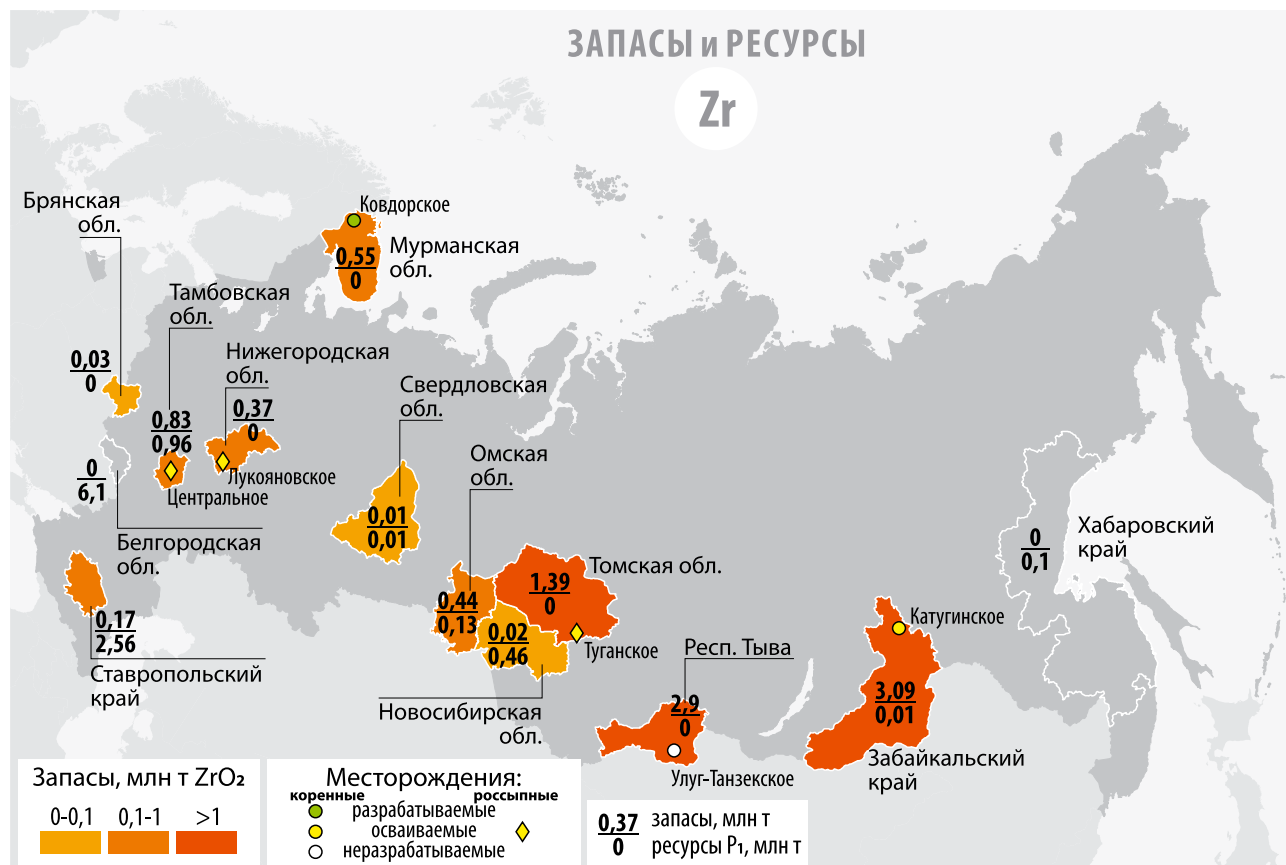 ЗАПАСЫ и РЕСУРСЫ
Zr
Брянская
обл.
0,03
0
Ковдорское
Мурманская
обл.
0,55
0
Тамбовская
обл.
0,83
0,96
Центральное
Нижегородская
обл.
0,37
0
Лукояновское
Свердловская
обл.
0,01
0,01
Омская
обл.
0,44
0,13
0
6,1
Белгородская
обл.
0,17
2,56
Ставропольский
край
Томская обл.
1,39
0
Туганское
0,02
0,46
Новосибирская
обл.
Респ. Тыва
2,9
0
Улуг-Танзекское
Катугинское
3,09
0,01
Забайкальский
край
Хабаровский
край
0
0,1
Запасы, млн т ZrO₂
0-0,1 0,1-1 >1
Месторождения:
коренные россыпные
разрабатываемые
осваиваемые
неразрабатываемые
0,37 запасы, млн т
0 ресурсы P₁, млн т